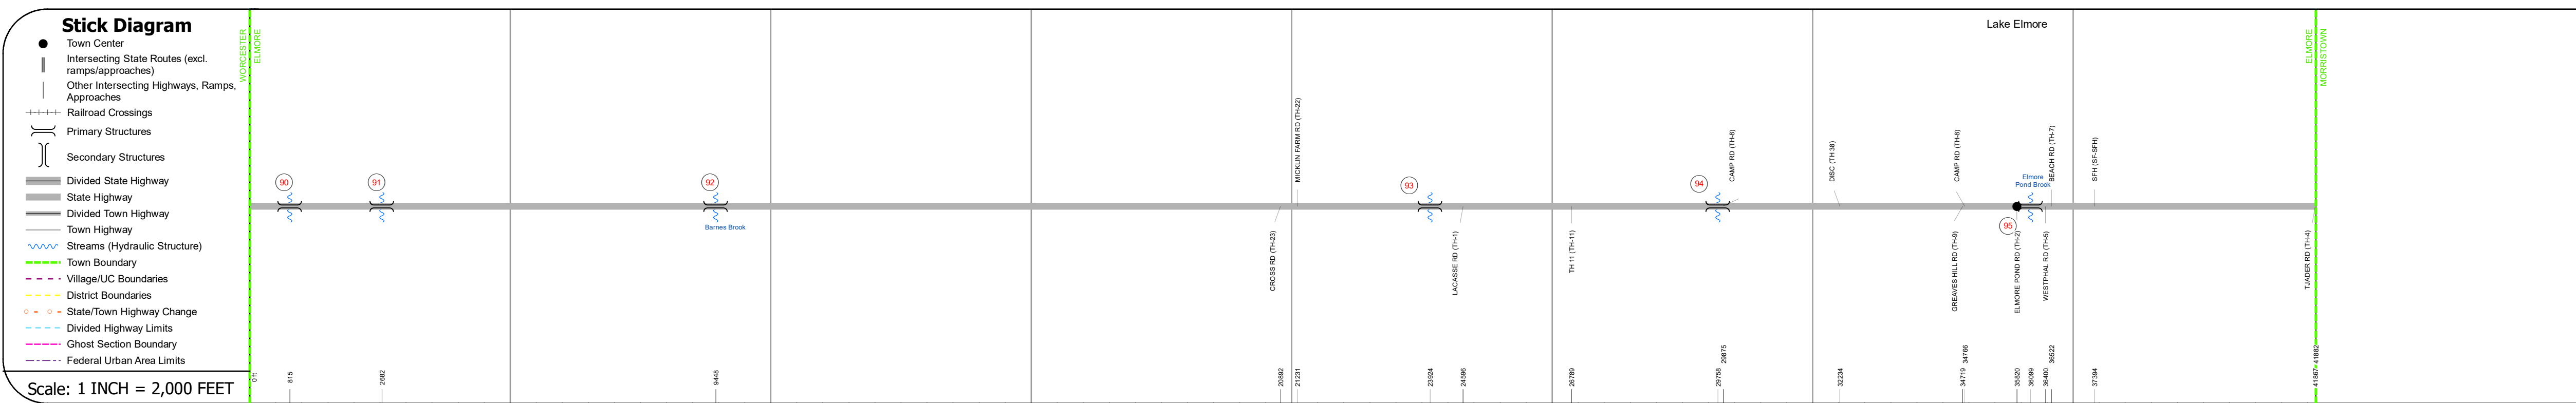 Stick Diagram
Town Center
Intersecting State Routes (excl.
ramps/approaches)
Other Intersecting Highways, Ramps,
Approaches
Railroad Crossings
Primary Structures
Secondary Structures
Divided State Highway
State Highway
Divided Town Highway
Town Highway
Streams (Hydraulic Structure)
Town Boundary
Village/UC Boundaries
District Boundaries
State/Town Highway Change
Divided Highway Limits
Ghost Section Boundary
Federal Urban Area Limits
Scale: 1 INCH = 2,000 FEET
WORCESTER
ELMORE
Lake Elmore
ELMORE
MORRISTOWN
MICKLIN FARM RD (TH-22)
CAMP RD (TH-8)
DISC (TH 38)
CAMP RD (TH-8)
BEACH RD (TH-7)
SFH (SF-SFH)
90
91
92
93
94
Elmore
Pond Brook
95
Barnes Brook
CROSS RD (TH-23)
LACASSE RD (TH-1)
TH 11 (TH-11)
GREAVES HILL RD (TH-9)
ELMORE POND RD (TH-2)
WESTPHAL RD (TH-5)
TJADER RD (TH-4)
0 ft
815
2682
9448
20892
21231
23924
24596
26789
29758
29875
32234
34719
34766
35820
36099
36400
36522
37394
41867
41882